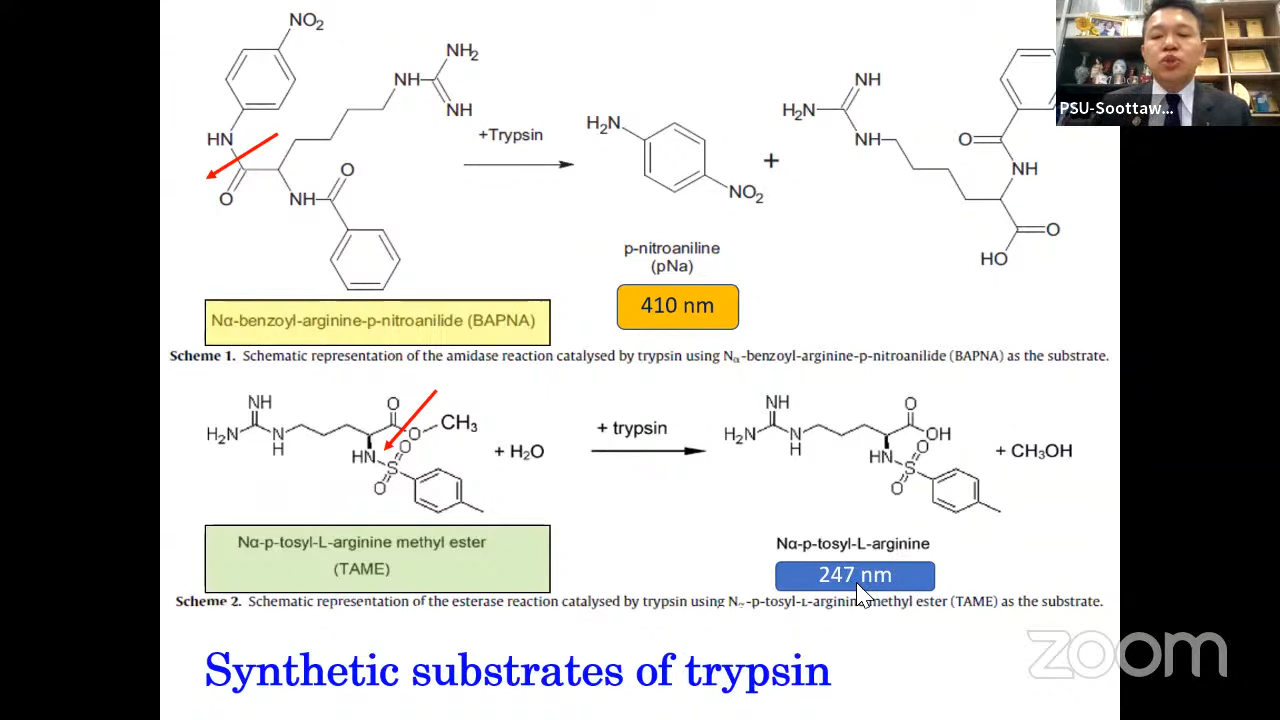 NO₂
NH₂
NH
NH
HN
O
O
NH
+Trypsin
H₂N
NO₂
+
NH
H₂N
NH
O
NH
O
HO
PSU-Soottaw...
p-nitroaniline
(pNa)
410 nm
Nα-benzoyl-arginine-p-nitroanilide (BAPNA)
Scheme 1. Schematic representation of the amidase reaction catalysed by trypsin using Nα-benzoyl-arginine-p-nitroanilide (BAPNA) as the substrate.
NH
H₂N
N
H
O
O
CH₃
HN
S
O
O
+ H₂O
+ trypsin
NH
H₂N
N
H
O
OH
HN
S
O
O
+ CH₃OH
Nα-p-tosyl-L-arginine methyl ester
(TAME)
Nα-p-tosyl-L-arginine
247 nm
Scheme 2. Schematic representation of the esterase reaction catalysed by trypsin using Nα-p-tosyl-L-arginine methyl ester (TAME) as the substrate.
Synthetic substrates of trypsin
zoom